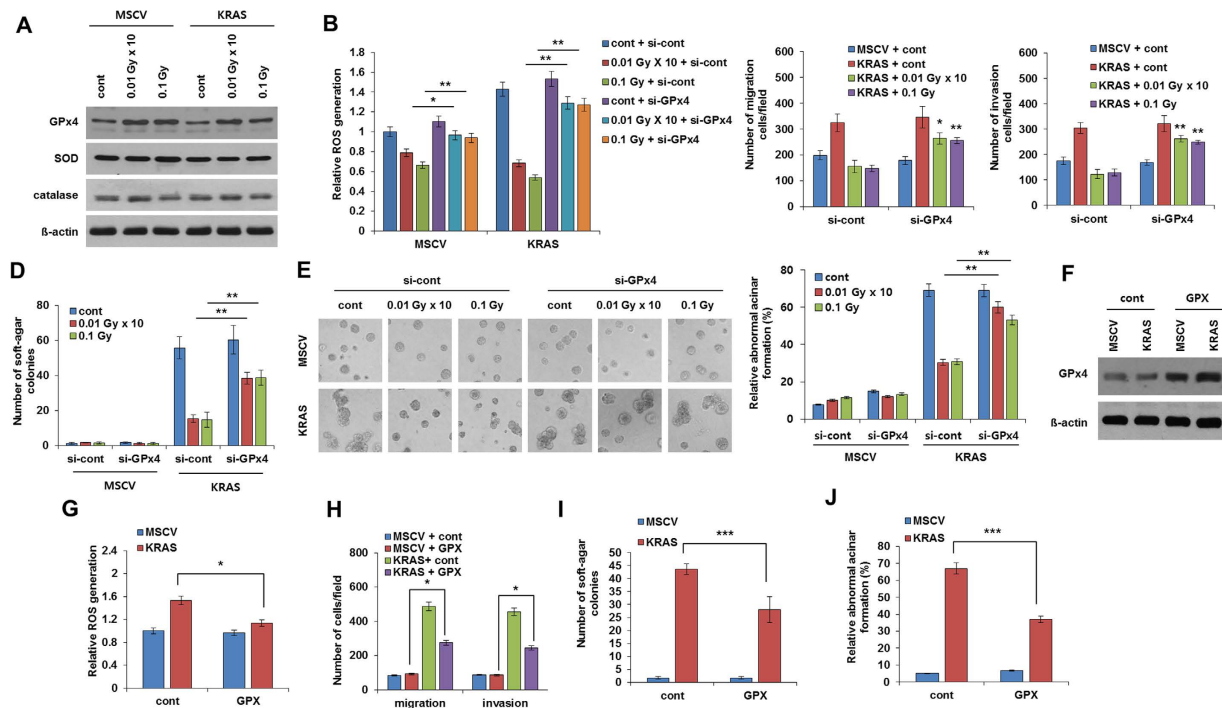 A
MSCV KRAS
cont
0.01 Gy x 10
0.1 Gy
cont
0.01 Gy x 10
0.1 Gy
GPx4
SOD
catalase
ß-actin
B
Relative ROS generation
1.6
1.4
1.2
1
0.8
0.6
0.4
0.2
0
** ** * **
MSCV KRAS
cont + si-cont
0.01 Gy X 10 + si-cont
0.1 Gy + si-cont
cont + si-GPx4
0.01 Gy X 10 + si-GPx4
0.1 Gy + si-GPx4
Number of migration
cells/field
600
500
400
300
200
100
0
MSCV + cont
KRAS + cont
KRAS + 0.01 Gy x 10
KRAS + 0.1 Gy
* **
si-cont si-GPx4
Number of invasion
cells/field
600
500
400
300
200
100
0
MSCV + cont
KRAS + cont
KRAS + 0.01 Gy x 10
KRAS + 0.1 Gy
** **
si-cont si-GPx4
D
Number of soft-agar
colonies
80
60
40
20
0
cont
0.01 Gy x 10
0.1 Gy
**
**
si-cont si-GPx4 si-cont si-GPx4
MSCV KRAS
E
si-cont si-GPx4
cont 0.01 Gy x 10 0.1 Gy cont 0.01 Gy x 10 0.1 Gy
MSCV
KRAS
Relative abnormal acinar
formation (%)
80
70
60
50
40
30
20
10
0
cont
0.01 Gy x 10
0.1 Gy
**
**
si-cont si-GPx4 si-cont si-GPx4
MSCV KRAS
F
cont GPX
MSCV
KRAS
MSCV
KRAS
GPx4
ß-actin
G
Relative ROS generation
2.4
2
1.6
1.2
0.8
0.4
0
MSCV
KRAS
*
cont GPX
H
Number of cells/field
800
600
400
200
0
MSCV + cont
MSCV + GPX
KRAS+ cont
KRAS + GPX
* *
migration invasion
I
Number of soft-agar
colonies
45
40
35
30
25
20
15
10
5
0
MSCV
KRAS
***
cont GPX
J
Relative abnormal acinar
formation (%)
80
70
60
50
40
30
20
10
0
MSCV
KRAS
***
cont GPX